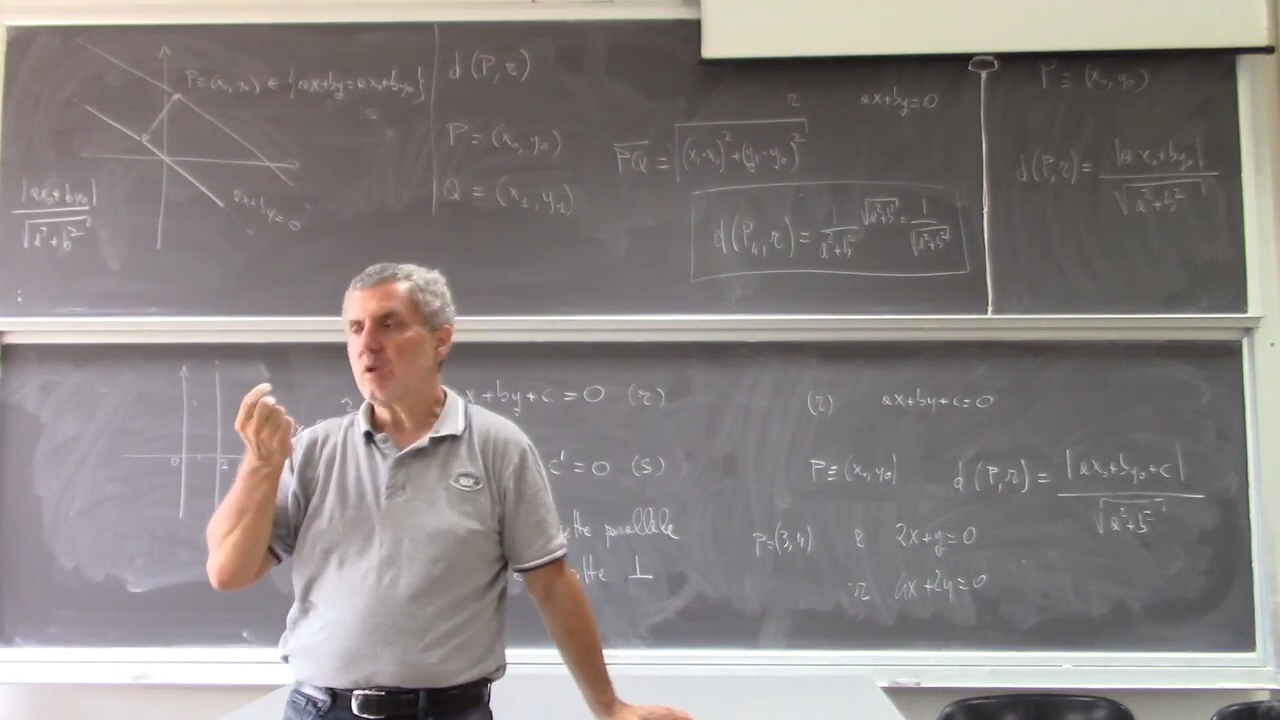 P ≡ (x₀, y₀) ∈ {ax+by=ax₀+by₀}
|ax₀+by₀|
√(a²+b²)
ax+by=0
d(P, r)
P = (x₀, y₀)
Q = (x₁, y₁)
r ax+by=0
PQ = √((x₁-x₀)²+(y₁-y₀)²)
d(P₁, r) = 1/(a²+b²) √(a²+b²) = 1/√(a²+b²)
P ≡ (x₀, y₀)
d(P, r) = |ax₀+by₀| / √(a²+b²)
0 2
x+by+c=0 (r)
c'=0 (s)
parallele
⊥
(r) ax+by+c=0
P ≡ (x₀, y₀) d(P, r) = |ax₀+by₀+c| / √(a²+b²)
P=(3,4) r 2x+y=0
r 4x+2y=0